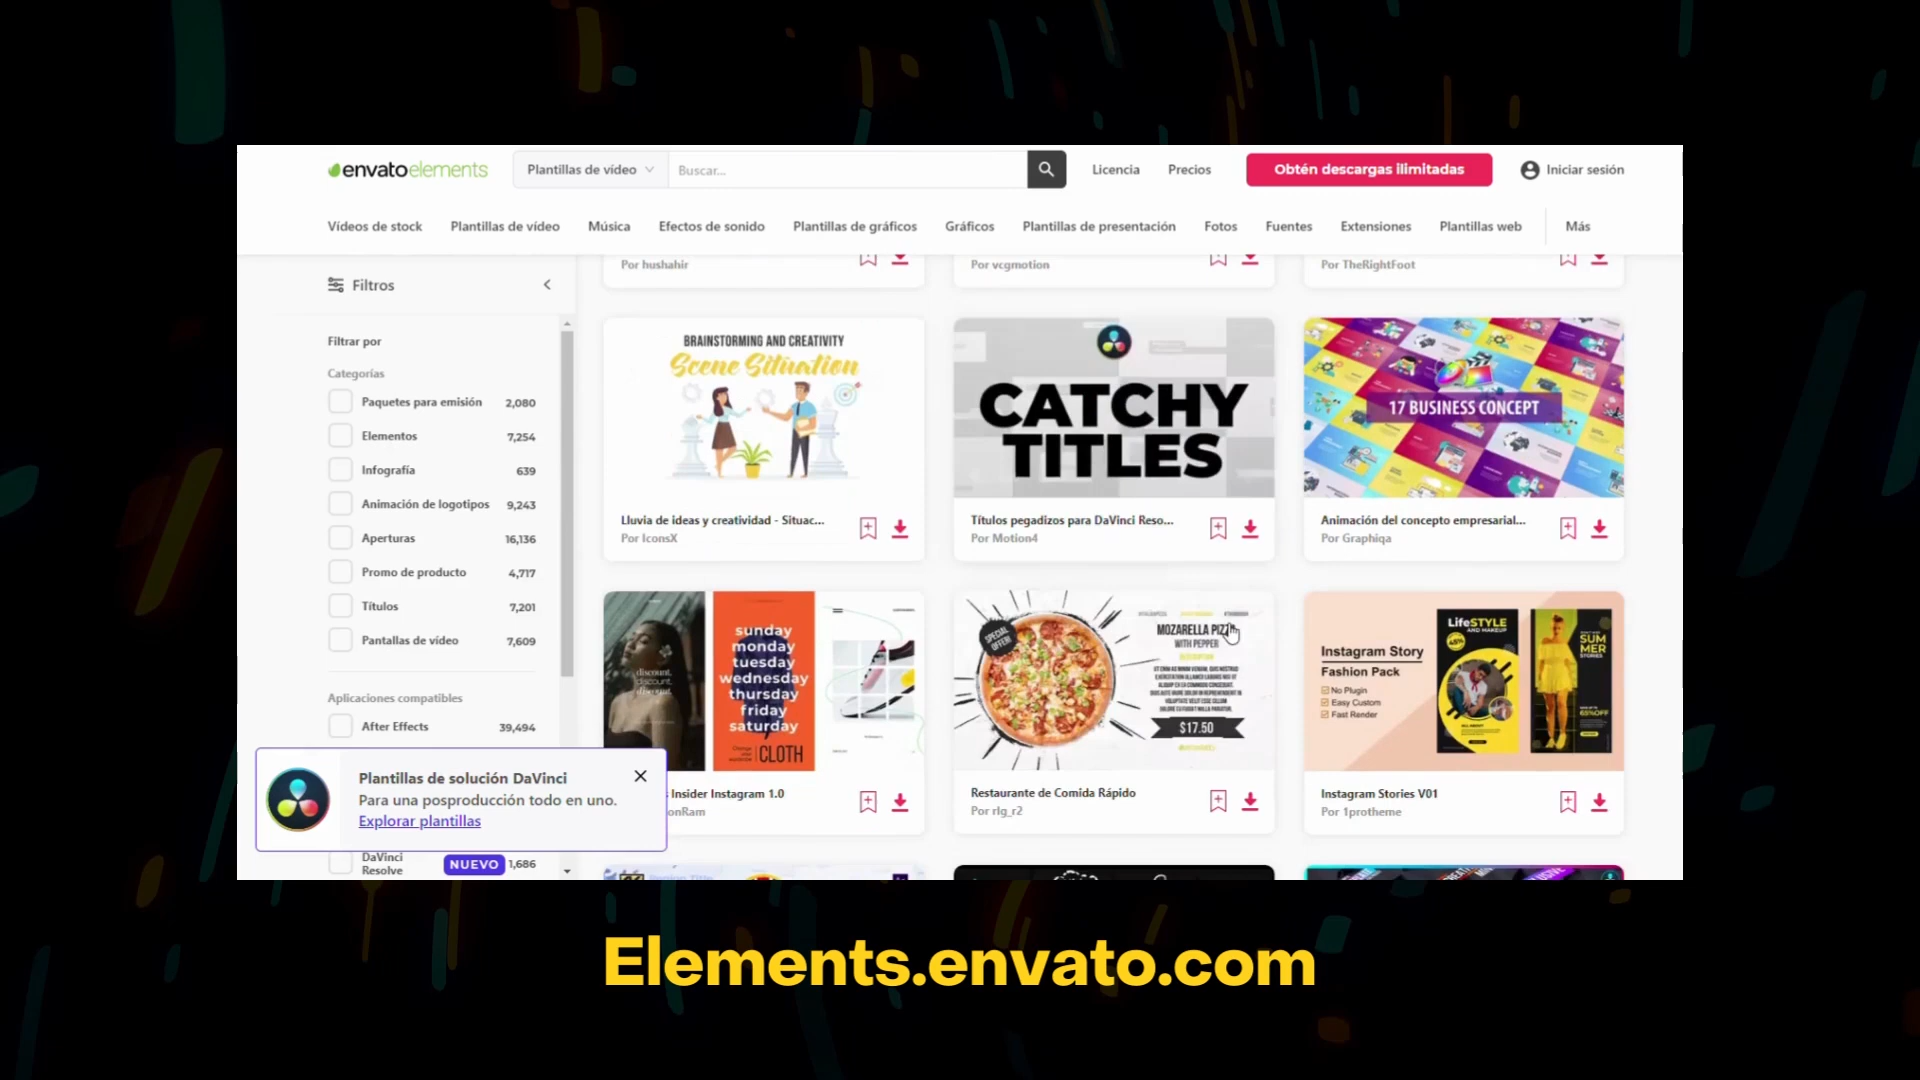 envatoelements
Plantillas de vídeo
Buscar...
Licencia
Precios
Obtén descargas ilimitadas
Iniciar sesión
Vídeos de stock
Plantillas de vídeo
Música
Efectos de sonido
Plantillas de gráficos
Gráficos
Plantillas de presentación
Fotos
Fuentes
Extensiones
Plantillas web
Más
Filtros
Filtrar por
Categorías
Paquetes para emisión 2,080
Elementos 7,254
Infografía 639
Animación de logotipos 9,243
Aperturas 16,136
Promo de producto 4,717
Títulos 7,201
Pantallas de vídeo 7,609
Aplicaciones compatibles
After Effects 39,494
Plantillas de solución DaVinci
Para una posproducción todo en uno.
Explorar plantillas
DaVinci
Resolve
NUEVO 1,686
Por hushahir
Por vcgmotion
Por TheRightFoot
BRAINSTORMING AND CREATIVITY
Scene Situation
Lluvia de ideas y creatividad - Situac...
Por IconsX
CATCHY
TITLES
Títulos pegadizos para DaVinci Reso...
Por Motion4
17 BUSINESS CONCEPT
Animación del concepto empresarial...
Por Graphiqa
discount.
discount.
discount.
sunday
monday
tuesday
wednesday
thursday
friday
saturday
CLOTH
Insider Instagram 1.0
onRam
SPECIAL
OFFER!
MOZARELLA PIZZ
WITH PEPPER
$17.50
Restaurante de Comida Rápido
Por rlg_r2
Instagram Story
Fashion Pack
No Plugin
Easy Custom
Fast Render
LifeSTYLE
AND MAKEUP
SUM
MER
STORIES
Instagram Stories V01
Por 1protheme
Elements.envato.com